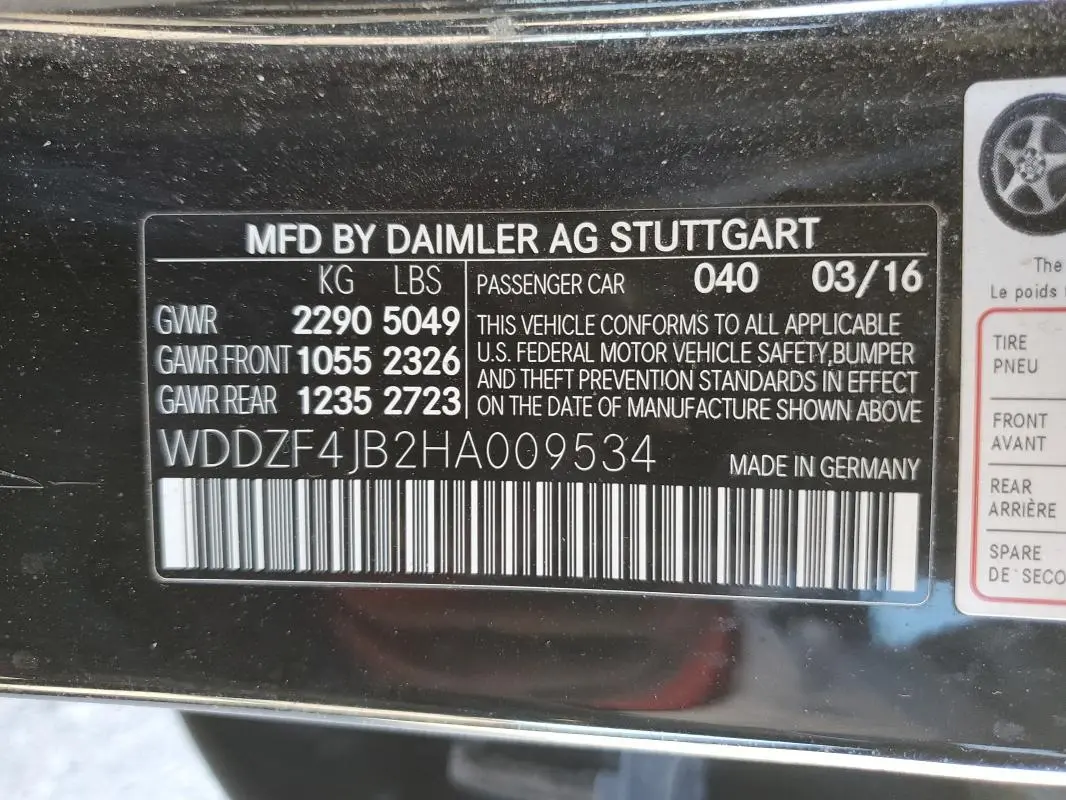 MFD BY DAIMLER AG STUTTGART
KG LBS
GVWR 2290 5049
GAWR FRONT 1055 2326
GAWR REAR 1235 2723
PASSENGER CAR 040 03/16
THIS VEHICLE CONFORMS TO ALL APPLICABLE
U.S. FEDERAL MOTOR VEHICLE SAFETY,BUMPER
AND THEFT PREVENTION STANDARDS IN EFFECT
ON THE DATE OF MANUFACTURE SHOWN ABOVE
WDDZF4JB2HA009534
MADE IN GERMANY
The
Le poids
TIRE
PNEU
FRONT
AVANT
REAR
ARRIÈRE
SPARE
DE SECO